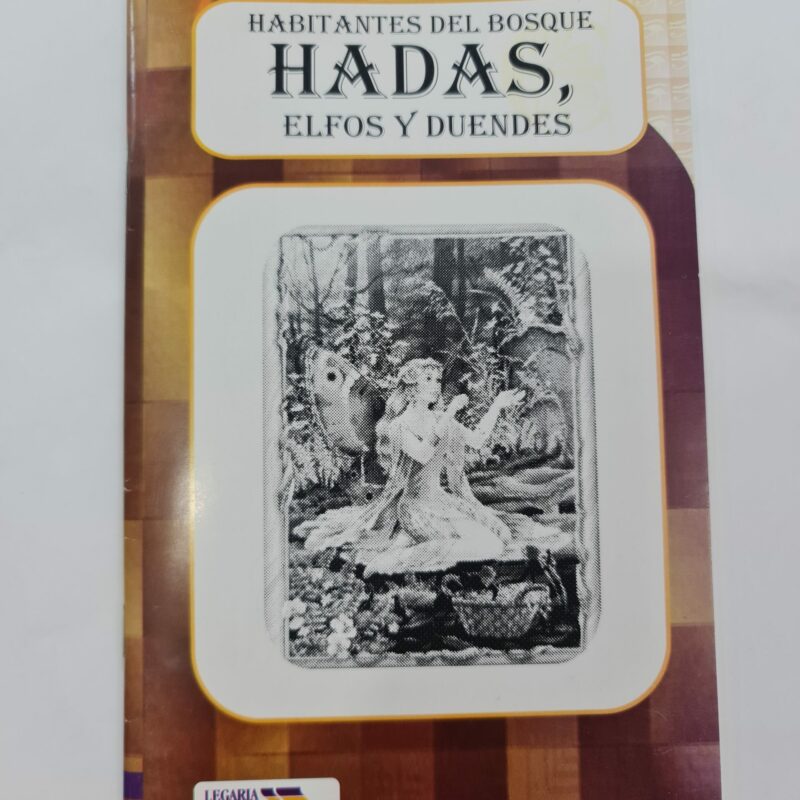 HABITANTES DEL BOSQUE
HADAS,
ELFOS Y DUENDES
LEGARIA